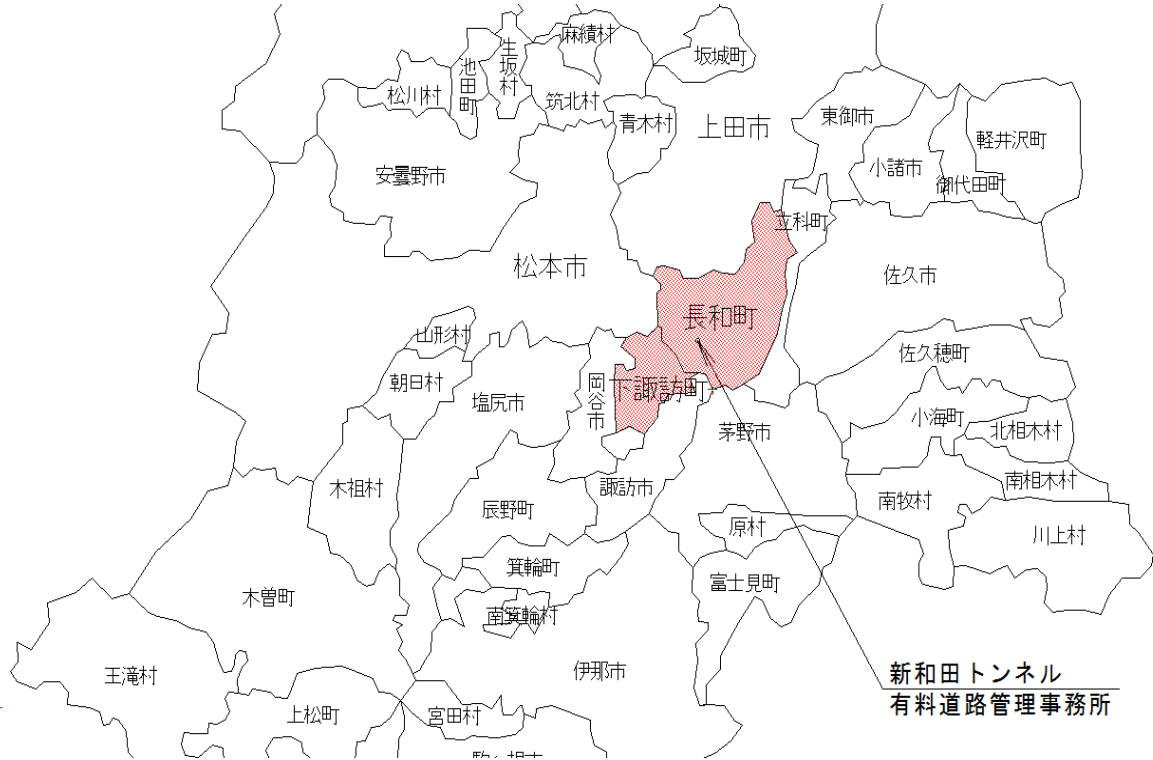 麻績村
生坂村
坂城町
池田町
松川村
筑北村
青木村
上田市
東御市
軽井沢町
小諸市
御代田町
安曇野市
立科町
松本市
佐久市
長和町
山形村
佐久穂町
朝日村
岡谷市
下諏訪町
塩尻市
小海町
北相木村
茅野市
木祖村
諏訪市
南相木村
南牧村
辰野町
原村
川上村
箕輪町
富士見町
木曽町
南箕輪村
王滝村
伊那市
新和田トンネル
有料道路管理事務所
上松町
宮田村